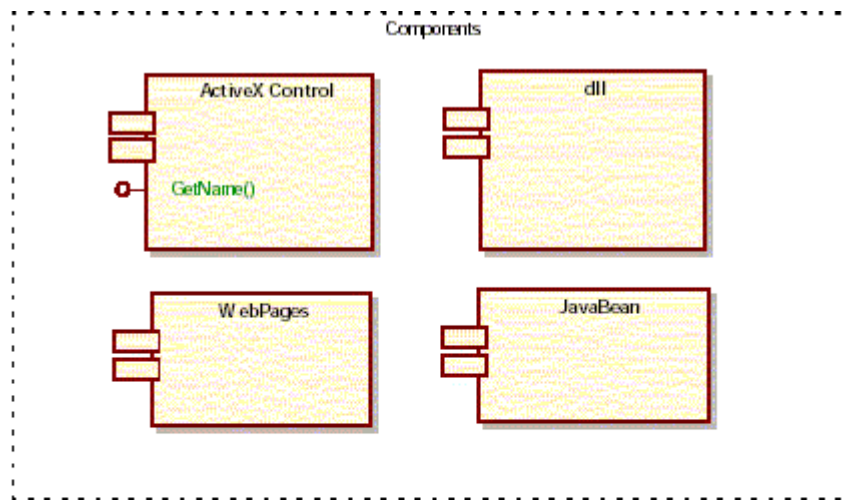 Components
ActiveX Control
dll
GetName()
WebPages
JavaBean